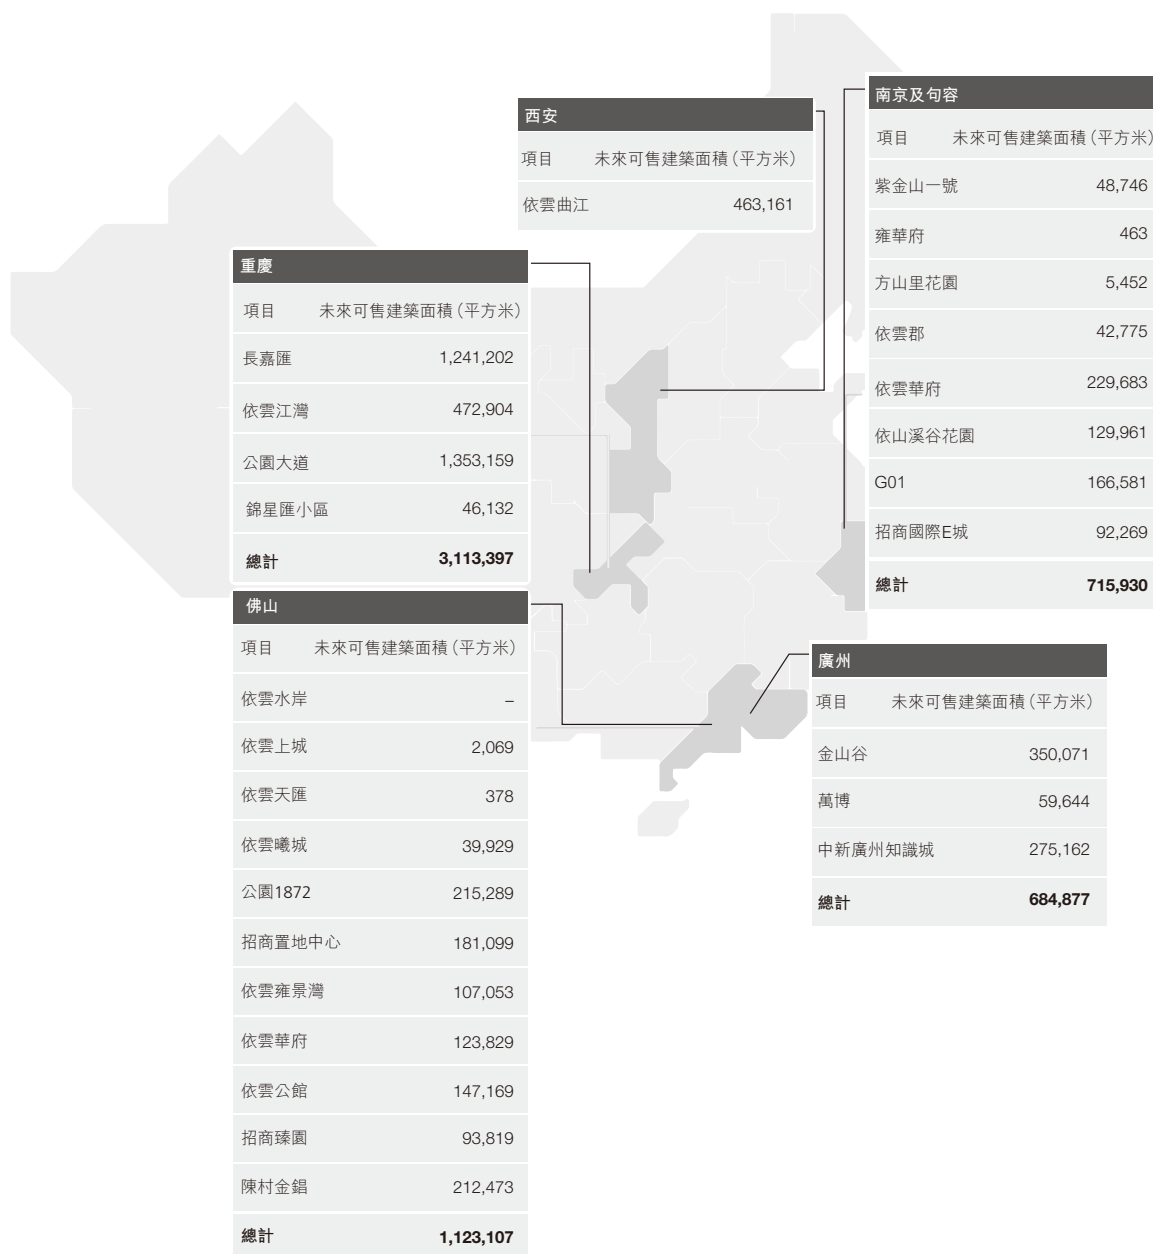 西安
項目 未來可售建築面積 (平方米)
依雲曲江 463,161
南京及句容
項目 未來可售建築面積 (平方米)
紫金山一號 48,746
雍華府 463
方山里花園 5,452
依雲郡 42,775
依雲華府 229,683
依山溪谷花園 129,961
G01 166,581
招商國際E城 92,269
總計 715,930
重慶
項目 未來可售建築面積 (平方米)
長嘉匯 1,241,202
依雲江灣 472,904
公園大道 1,353,159
錦星匯小區 46,132
總計 3,113,397
佛山
項目 未來可售建築面積 (平方米)
依雲水岸 –
依雲上城 2,069
依雲天匯 378
依雲曦城 39,929
公園1872 215,289
招商置地中心 181,099
依雲雍景灣 107,053
依雲華府 123,829
依雲公館 147,169
招商臻園 93,819
陳村金錩 212,473
總計 1,123,107
廣州
項目 未來可售建築面積 (平方米)
金山谷 350,071
萬博 59,644
中新廣州知識城 275,162
總計 684,877